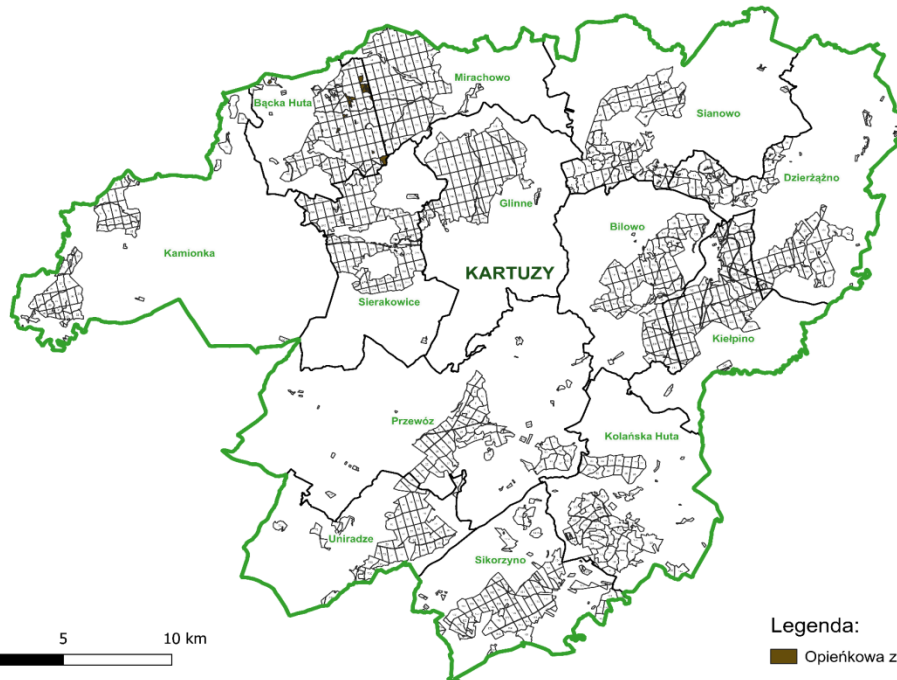 Mirachowo
Bącka Huta
Sianowo
Dzierżążno
Glinne
Bilowo
Kamionka
KARTUZY
Sierakowice
Kiełpino
Przewóz
Kolańska Huta
Uniradze
Sikorzyno
5 10 km
Legenda:
Opieńkowa z